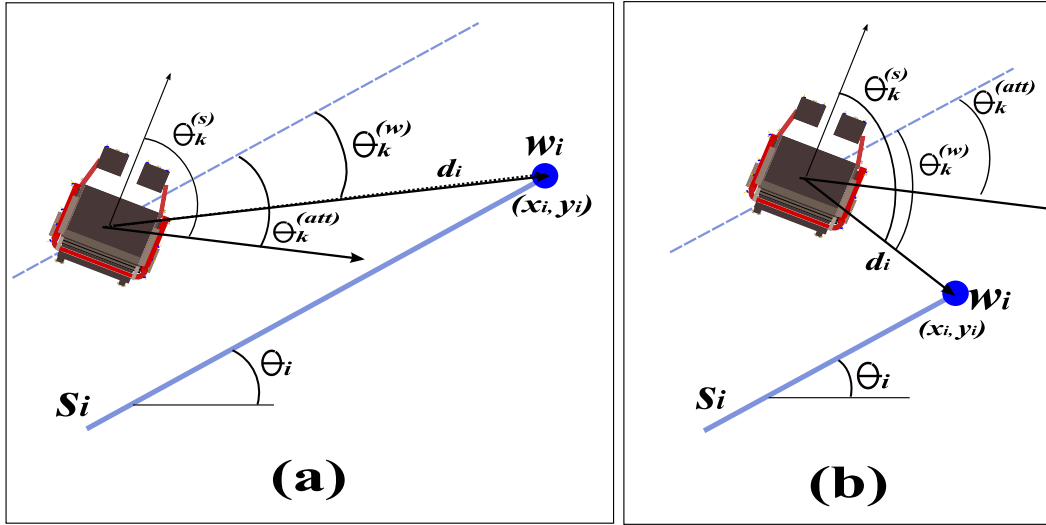 θk(s)
θk(w)
wi
di
(xi, yi)
θk(att)
θi
Si
(a)
θk(s)
θk(att)
θk(w)
di
wi
(xi, yi)
θi
Si
(b)